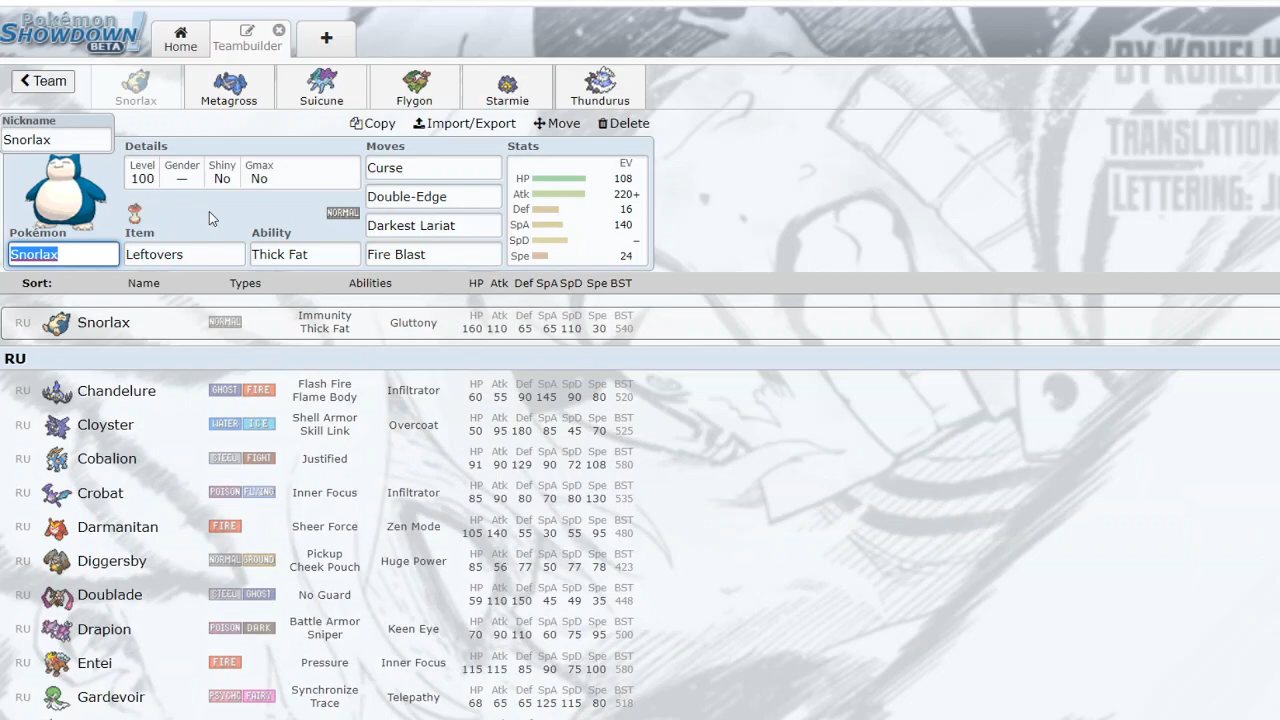 Pokémon
SHOWDOWN!
BETA
Home
Teambuilder
+
BY KOHEI H
TRANSLATION
LETTERING: J
Team
Snorlax
Metagross
Suicune
Flygon
Starmie
Thundurus
Nickname
Snorlax
Copy Import/Export Move Delete
Details
Level Gender Shiny Gmax
100 — No No
NORMAL
Pokémon
Snorlax
Item
Leftovers
Ability
Thick Fat
Moves
Curse
Double-Edge
Darkest Lariat
Fire Blast
Stats
EV
HP 108
Atk 220+
Def 16
SpA 140
SpD –
Spe 24
Sort: Name Types Abilities HP Atk Def SpA SpD Spe BST
RU Snorlax NORMAL Immunity Thick Fat Gluttony HP 160 Atk 110 Def 65 SpA 65 SpD 110 Spe 30 BST 540
RU
RU Chandelure GHOST FIRE Flash Fire Flame Body Infiltrator HP 60 Atk 55 Def 90 SpA 145 SpD 90 Spe 80 BST 520
RU Cloyster WATER ICE Shell Armor Skill Link Overcoat HP 50 Atk 95 Def 180 SpA 85 SpD 45 Spe 70 BST 525
RU Cobalion STEEL FIGHT Justified HP 91 Atk 90 Def 129 SpA 90 SpD 72 Spe 108 BST 580
RU Crobat POISON FLYING Inner Focus Infiltrator HP 85 Atk 90 Def 80 SpA 70 SpD 80 Spe 130 BST 535
RU Darmanitan FIRE Sheer Force Zen Mode HP 105 Atk 140 Def 55 SpA 30 SpD 55 Spe 95 BST 480
RU Diggersby NORMAL GROUND Pickup Cheek Pouch Huge Power HP 85 Atk 56 Def 77 SpA 50 SpD 77 Spe 78 BST 423
RU Doublade STEEL GHOST No Guard HP 59 Atk 110 Def 150 SpA 45 SpD 49 Spe 35 BST 448
RU Drapion POISON DARK Battle Armor Sniper Keen Eye HP 70 Atk 90 Def 110 SpA 60 SpD 75 Spe 95 BST 500
RU Entei FIRE Pressure Inner Focus HP 115 Atk 115 Def 85 SpA 90 SpD 75 Spe 100 BST 580
RU Gardevoir PSYCHC FAIRY Synchronize Trace Telepathy HP 68 Atk 65 Def 65 SpA 125 SpD 115 Spe 80 BST 518